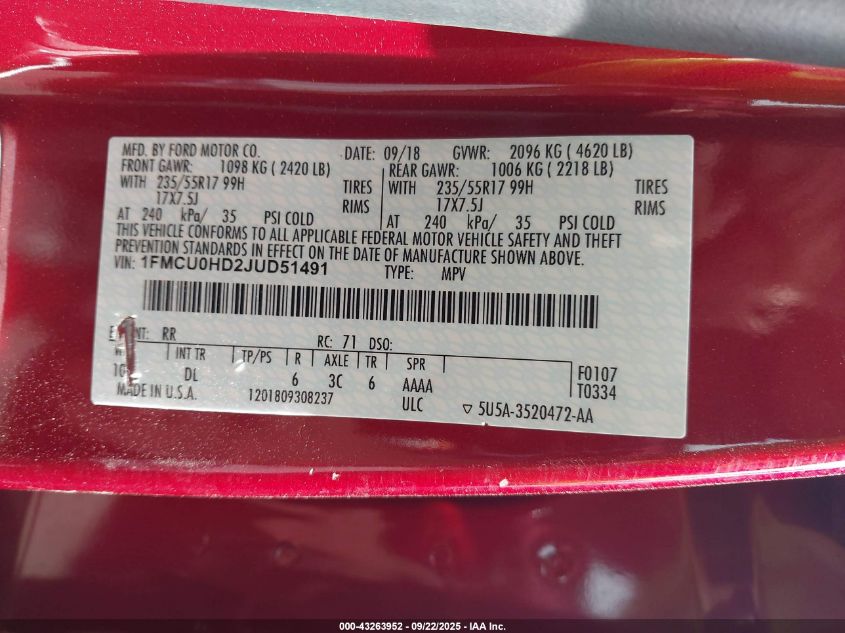 MFD. BY FORD MOTOR CO. DATE: 09/18 GVWR: 2096 KG ( 4620 LB)
FRONT GAWR: 1098 KG ( 2420 LB) REAR GAWR: 1006 KG ( 2218 LB)
WITH 235/55R17 99H TIRES WITH 235/55R17 99H TIRES
17X7.5J RIMS 17X7.5J RIMS
AT 240 kPa/ 35 PSI COLD AT 240 kPa/ 35 PSI COLD
THIS VEHICLE CONFORMS TO ALL APPLICABLE FEDERAL MOTOR VEHICLE SAFETY AND THEFT
PREVENTION STANDARDS IN EFFECT ON THE DATE OF MANUFACTURE SHOWN ABOVE.
VIN: 1FMCU0HD2JUD51491 TYPE: MPV
RR RC: 71 DSO:
INT TR TP/PS R AXLE TR SPR F0107
DL 6 3C 6 AAAA T0334
MADE IN U.S.A. 1201809308237 ULC ▽ 5U5A-3520472-AA
000-43263952 - 09/22/2025 - IAA Inc.